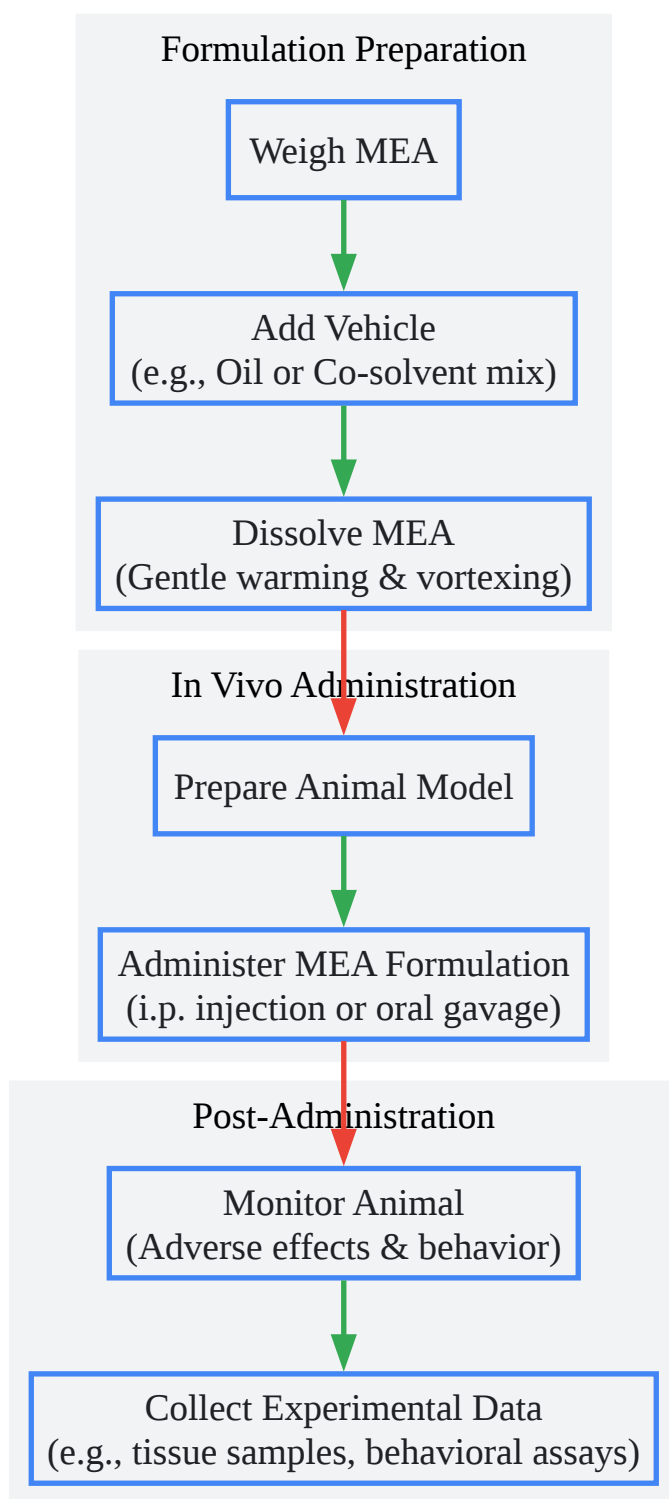 Formulation Preparation
Weigh MEA
Add Vehicle
(e.g., Oil or Co-solvent mix)
Dissolve MEA
(Gentle warming & vortexing)
In Vivo Administration
Prepare Animal Model
Administer MEA Formulation
(i.p. injection or oral gavage)
Post-Administration
Monitor Animal
(Adverse effects & behavior)
Collect Experimental Data
(e.g., tissue samples, behavioral assays)